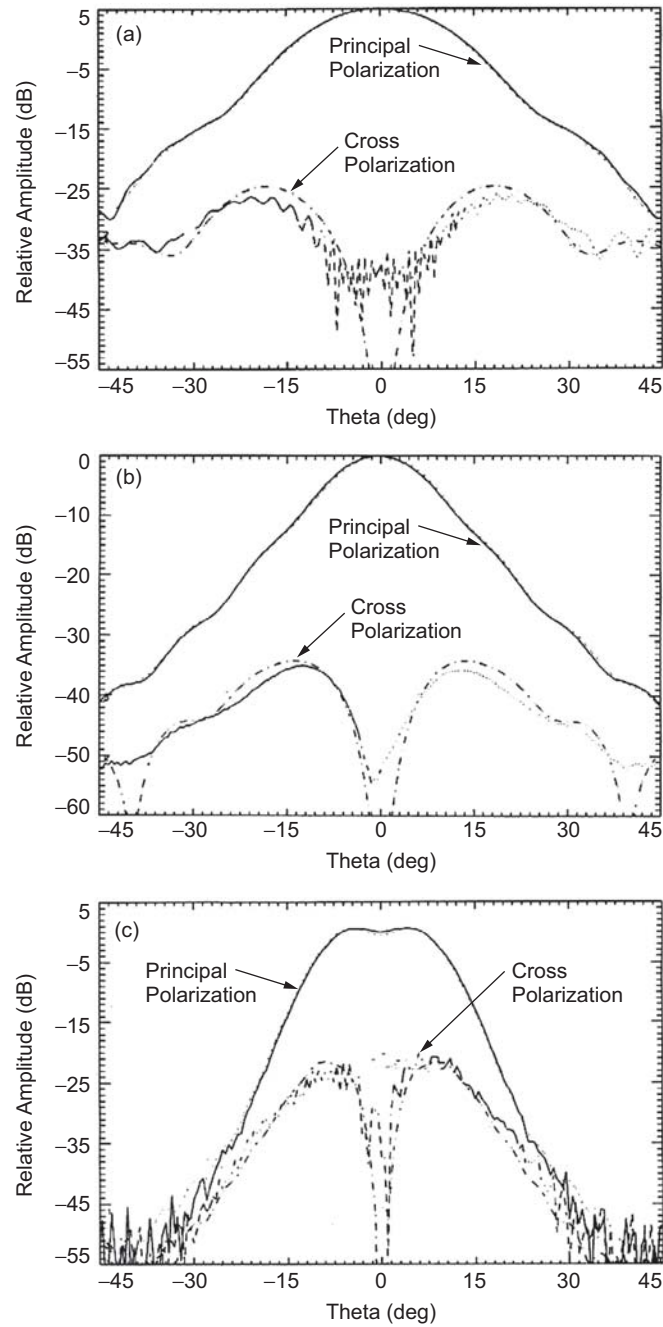 (a)
Principal
Polarization
Cross
Polarization
Relative Amplitude (dB)
5
−5
−15
−25
−35
−45
−55
−45
−30
−15
0
15
30
45
Theta (deg)
(b)
Principal
Polarization
Cross
Polarization
Relative Amplitude (dB)
0
−10
−20
−30
−40
−50
−60
−45
−30
−15
0
15
30
45
Theta (deg)
(c)
Principal
Polarization
Cross
Polarization
Relative Amplitude (dB)
5
−5
−15
−25
−35
−45
−55
−45
−30
−15
0
15
30
45
Theta (deg)